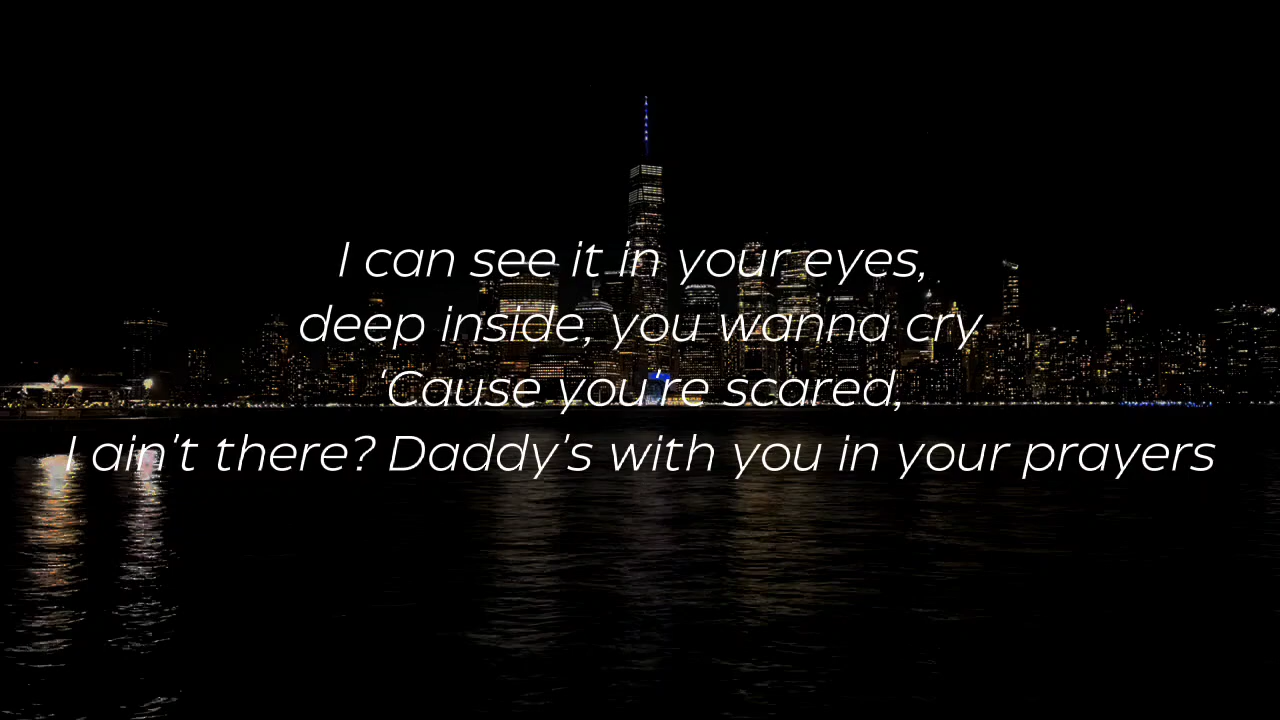 I can see it in your eyes,
deep inside, you wanna cry
'Cause you're scared,
I ain't there? Daddy's with you in your prayers